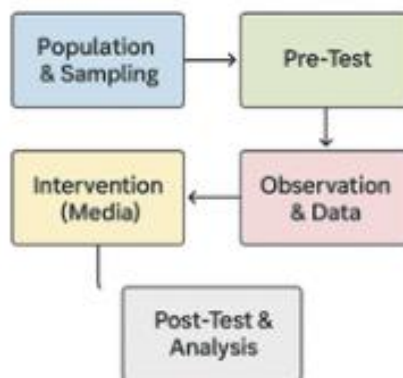 Population
& Sampling
Pre-Test
Observation
& Data
Intervention
(Media)
Post-Test &
Analysis